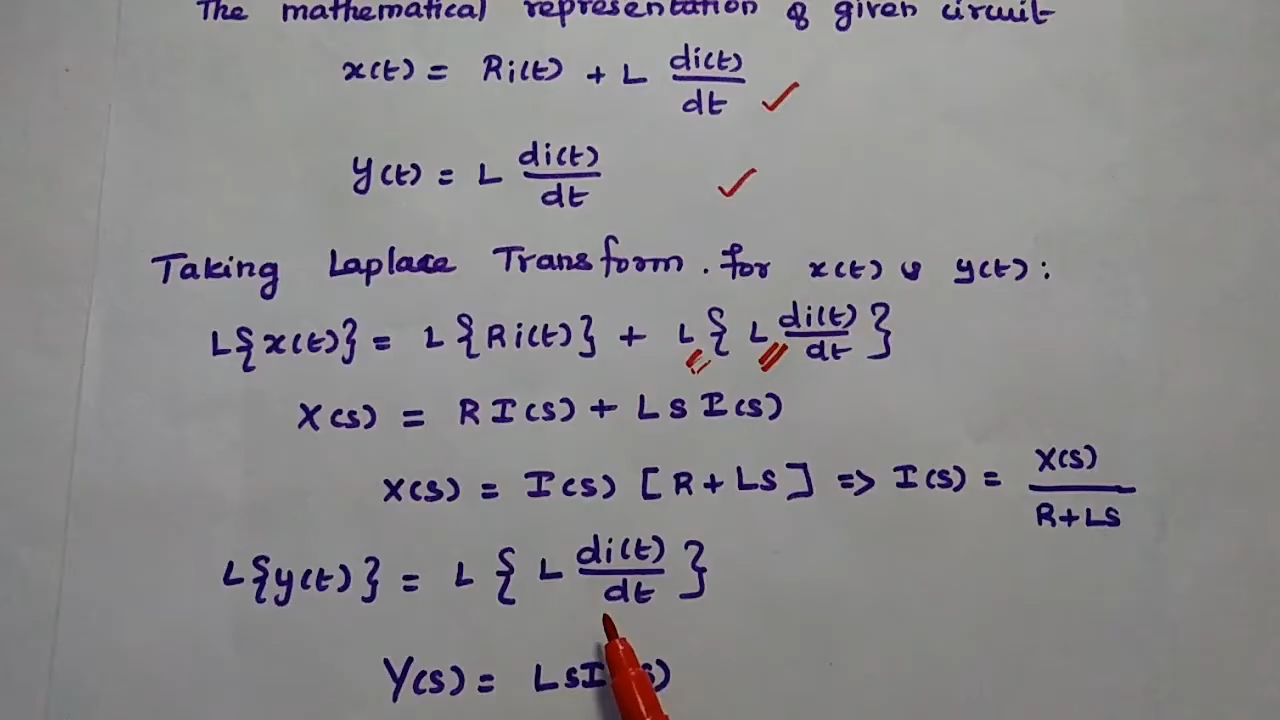 The mathematical representation of given circuit
x(t) = Ri(t) + L di(t)/dt
y(t) = L di(t)/dt
Taking Laplace Transform. for x(t) & y(t):
L{x(t)} = L{Ri(t)} + L{L di(t)/dt}
X(s) = R I(s) + L s I(s)
X(s) = I(s) [R + Ls] => I(s) = X(s)/R+Ls
L{y(t)} = L{L di(t)/dt}
Y(s) = LsI(s)